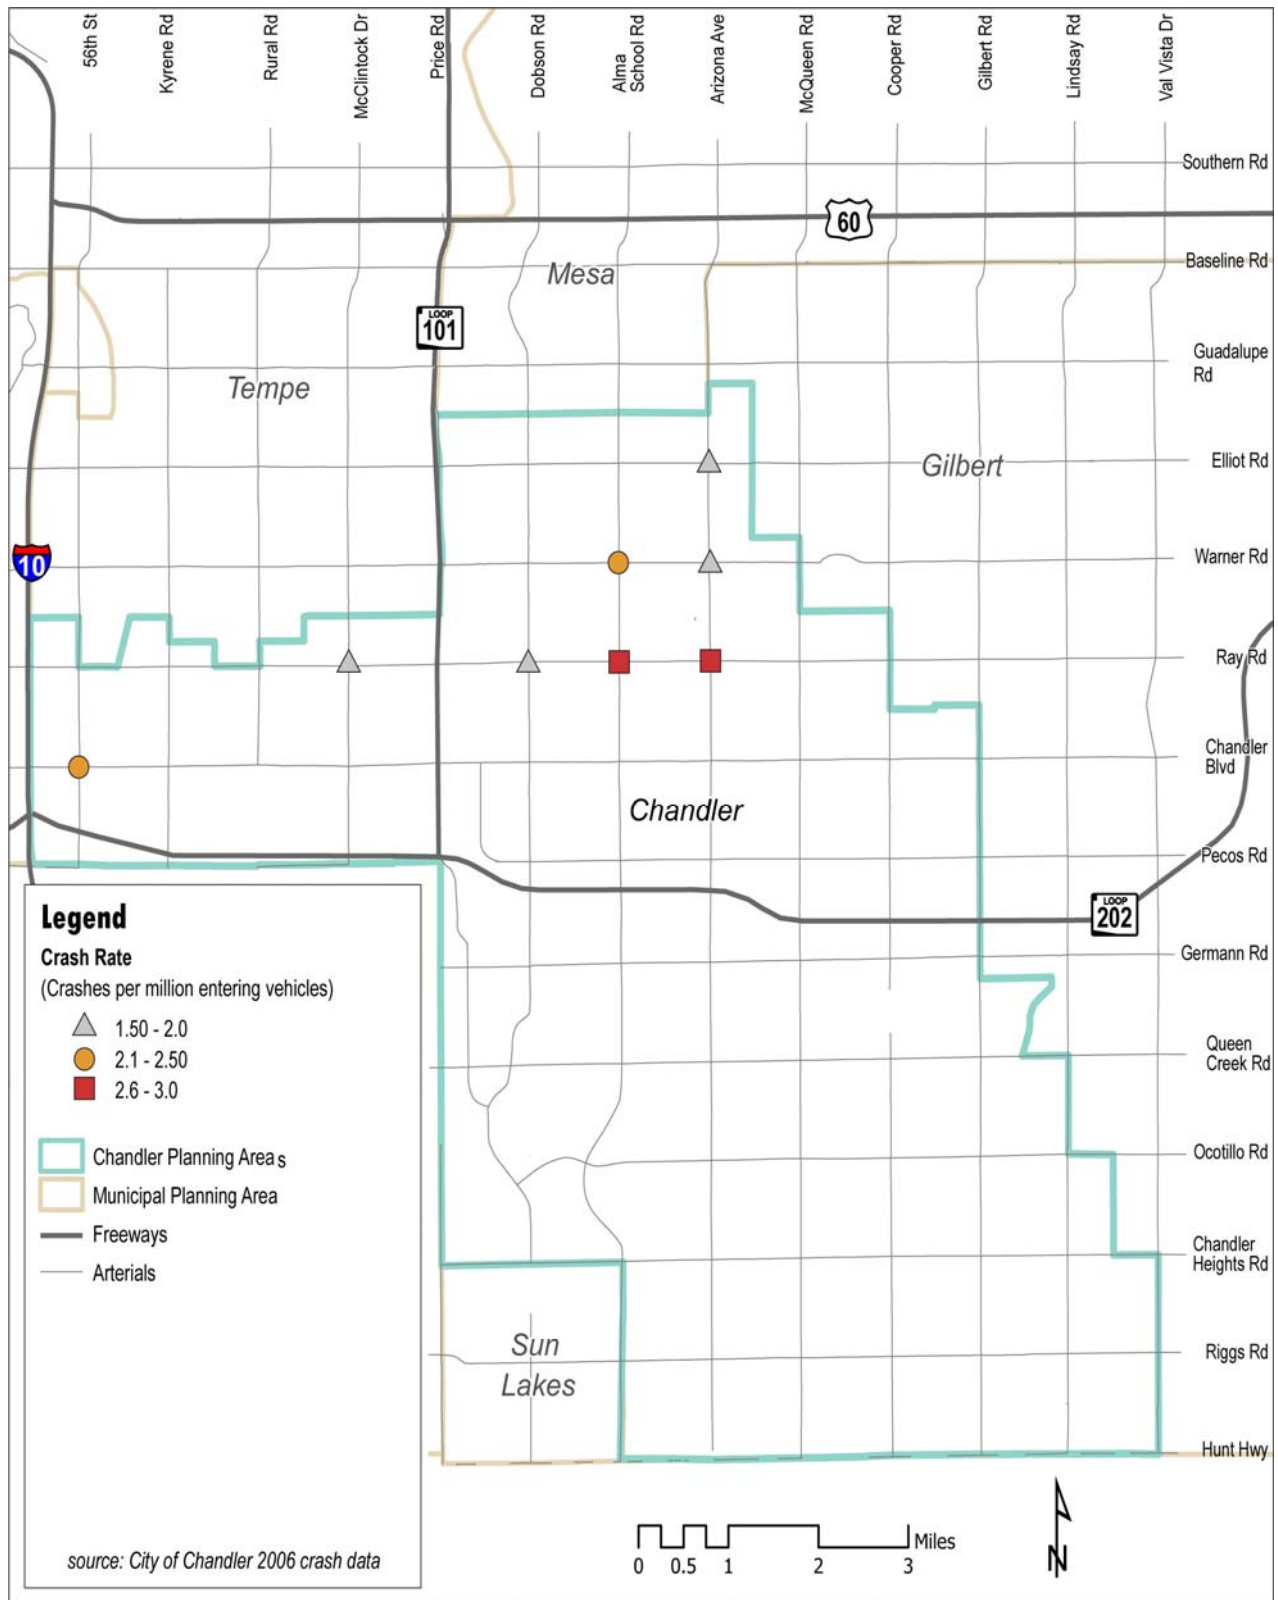 56th St
Kyrene Rd
Rural Rd
McClintock Dr
Price Rd
Dobson Rd
Alma
School Rd
Arizona Ave
McQueen Rd
Cooper Rd
Gilbert Rd
Lindsay Rd
Val Vista Dr
Southern Rd
60
Baseline Rd
Mesa
LOOP
101
Guadalupe
Rd
Tempe
Elliot Rd
Gilbert
Warner Rd
10
Ray Rd
Chandler
Blvd
Chandler
Pecos Rd
LOOP
202
Germann Rd
Queen
Creek Rd
Ocotillo Rd
Chandler
Heights Rd
Sun
Lakes
Riggs Rd
Hunt Hwy
Legend
Crash Rate
(Crashes per million entering vehicles)
1.50 - 2.0
2.1 - 2.50
2.6 - 3.0
Chandler Planning Area s
Municipal Planning Area
Freeways
Arterials
source: City of Chandler 2006 crash data
Miles
0 0.5 1 2 3
N